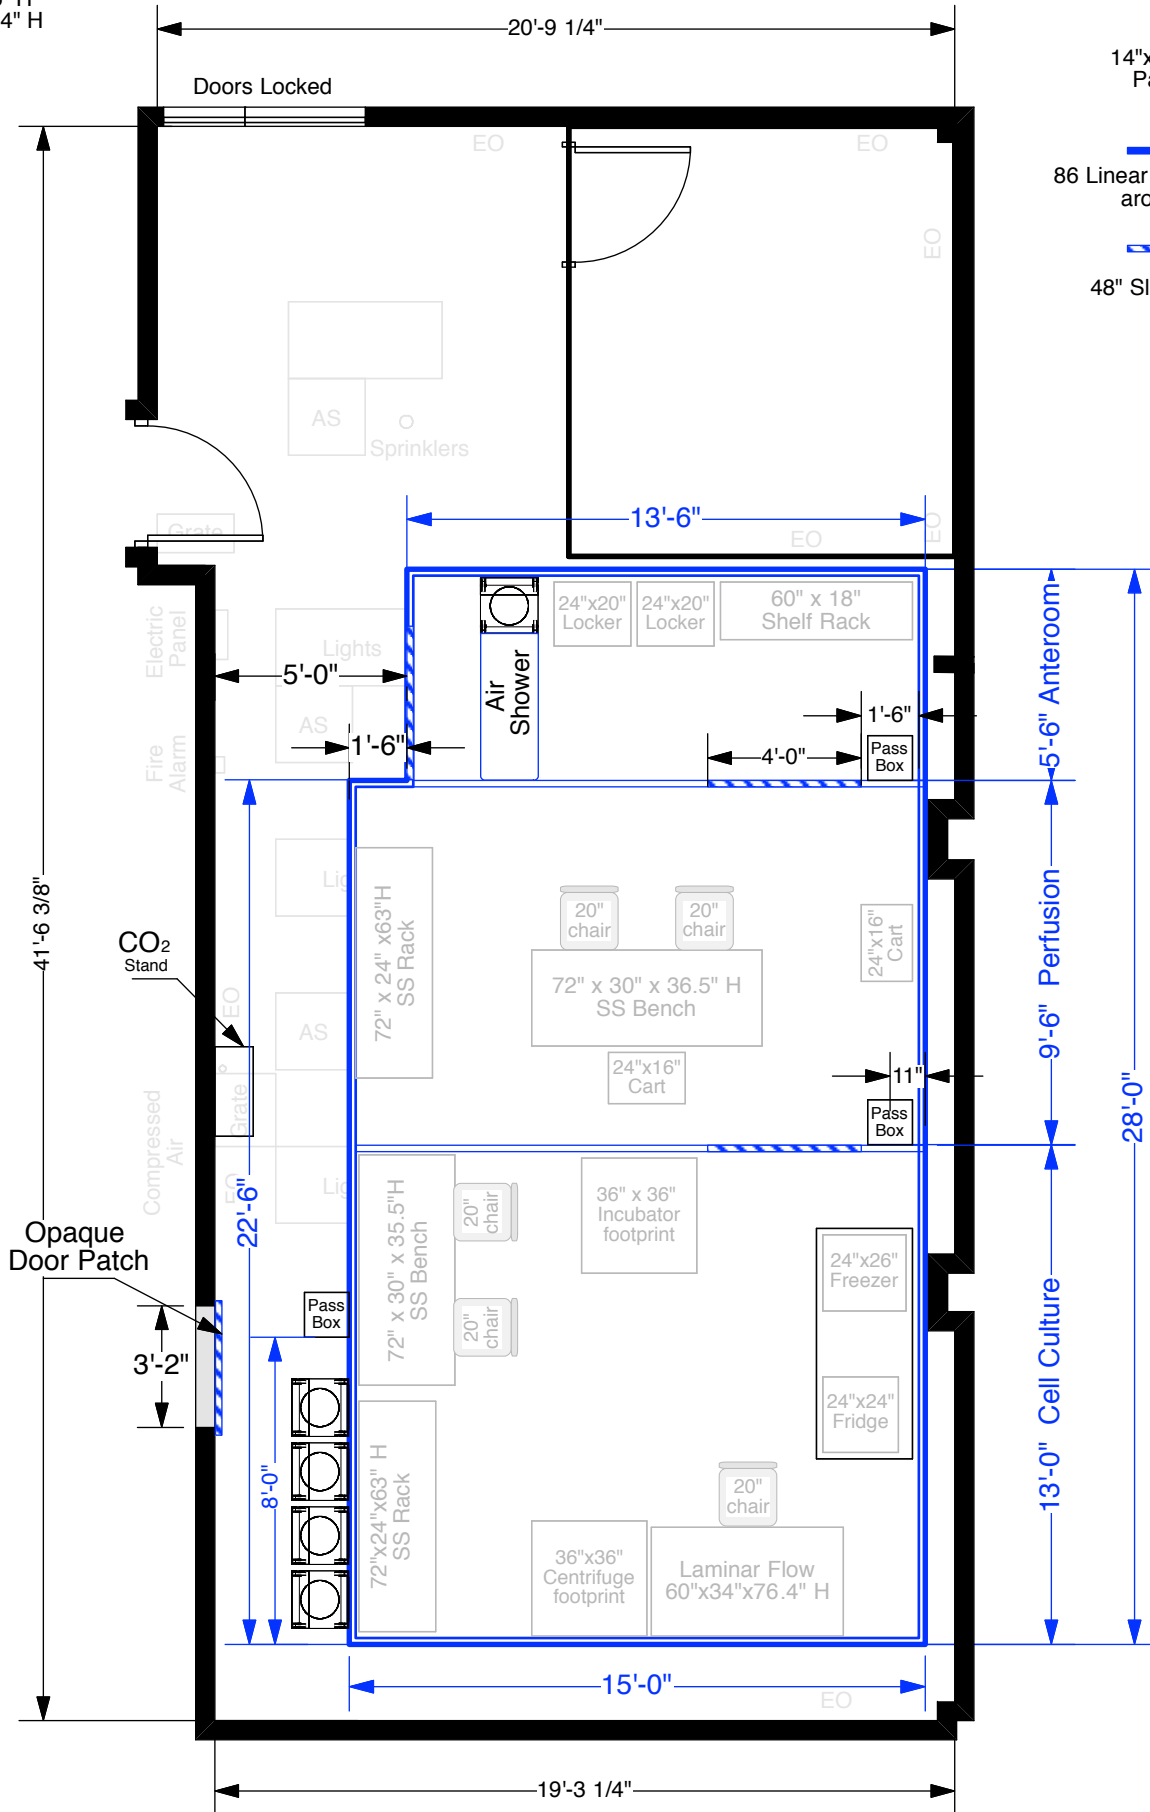 4" H
20'-9 1/4"
Doors Locked
14"x
86 Linear
48" Sl
EO
EO
EO
AS
Sprinklers
Grate
13'-6"
EO
EO
24"x20"
Locker
24"x20"
Locker
60" x 18"
Shelf Rack
Electric
Panel
Lights
5'-0"
Air
Shower
AS
1'-6"
1'-6"
4'-0"
Pass
Box
5'-6" Anteroom
Fire
Alarm
41'-6 3/8"
72" x 24" x63"H
SS Rack
20"
chair
20"
chair
24"x16"
Cart
72" x 30" x 36.5" H
SS Bench
9'-6" Perfusion
CO2
Stand
EO
AS
24"x16"
Cart
11"
Grate
Compressed
Air
Pass
Box
28'-0"
EO
22'-6"
72" x 30" x 35.5"H
SS Bench
20"
chair
36" x 36"
Incubator
footprint
Opaque
Door Patch
24"x26"
Freezer
Pass
Box
20"
chair
3'-2"
13'-0" Cell Culture
24"x24"
Fridge
8'-0"
72"x24"x63" H
SS Rack
20"
chair
36"x36"
Centrifuge
footprint
Laminar Flow
60"x34"x76.4" H
15'-0"
EO
19'-3 1/4"